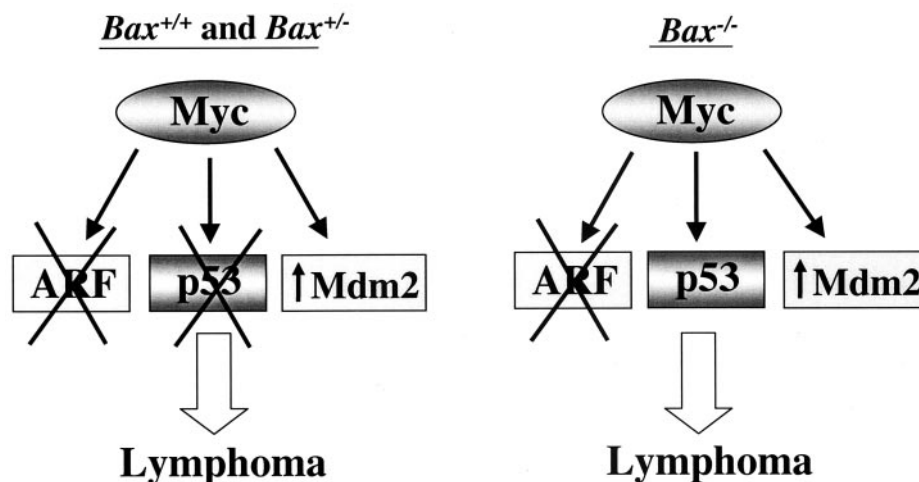 Bax+/+ and Bax+/-
Myc
ARF p53 ↑Mdm2
Lymphoma
Bax-/-
Myc
ARF p53 ↑Mdm2
Lymphoma